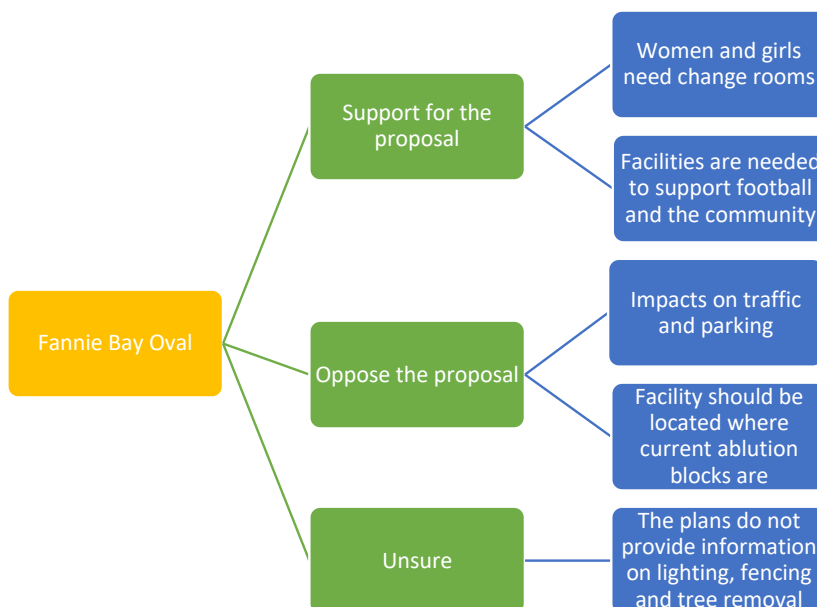 Fannie Bay Oval
Support for the
proposal
Women and girls
need change rooms
Facilities are needed
to support football
and the community
Oppose the proposal
Impacts on traffic
and parking
Facility should be
located where
current ablution
blocks are
Unsure
The plans do not
provide information
on lighting, fencing
and tree removal